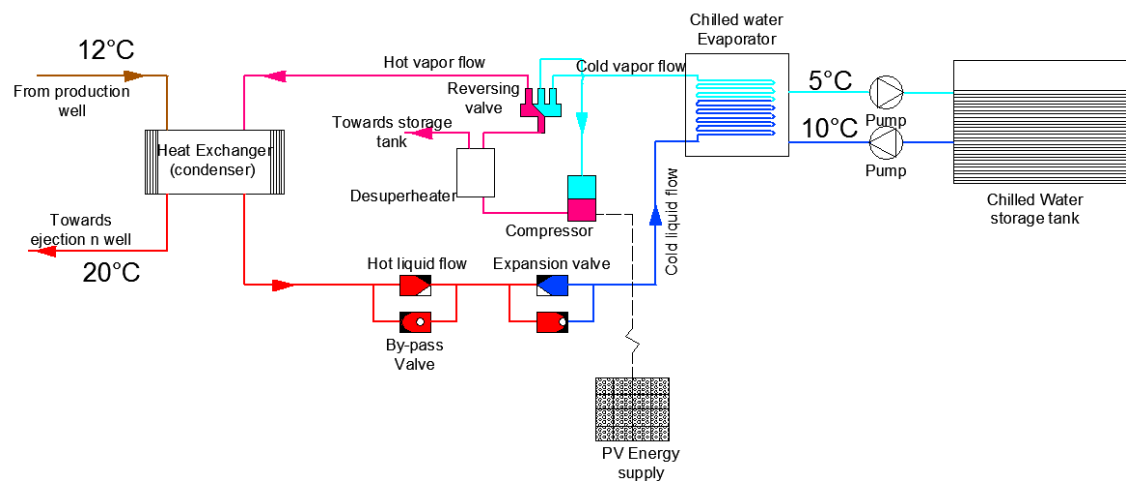 Chilled water
Evaporator
12°C
Hot vapor flow
Cold vapor flow
From production
well
Reversing
valve
5°C
Pump
Towards storage
tank
10°C
Pump
Heat Exchanger
(condenser)
Desuperheater
Chilled Water
storage tank
Compressor
Cold liquid flow
Towards
ejection n well
20°C
Hot liquid flow
Expansion valve
By-pass
Valve
PV Energy
supply